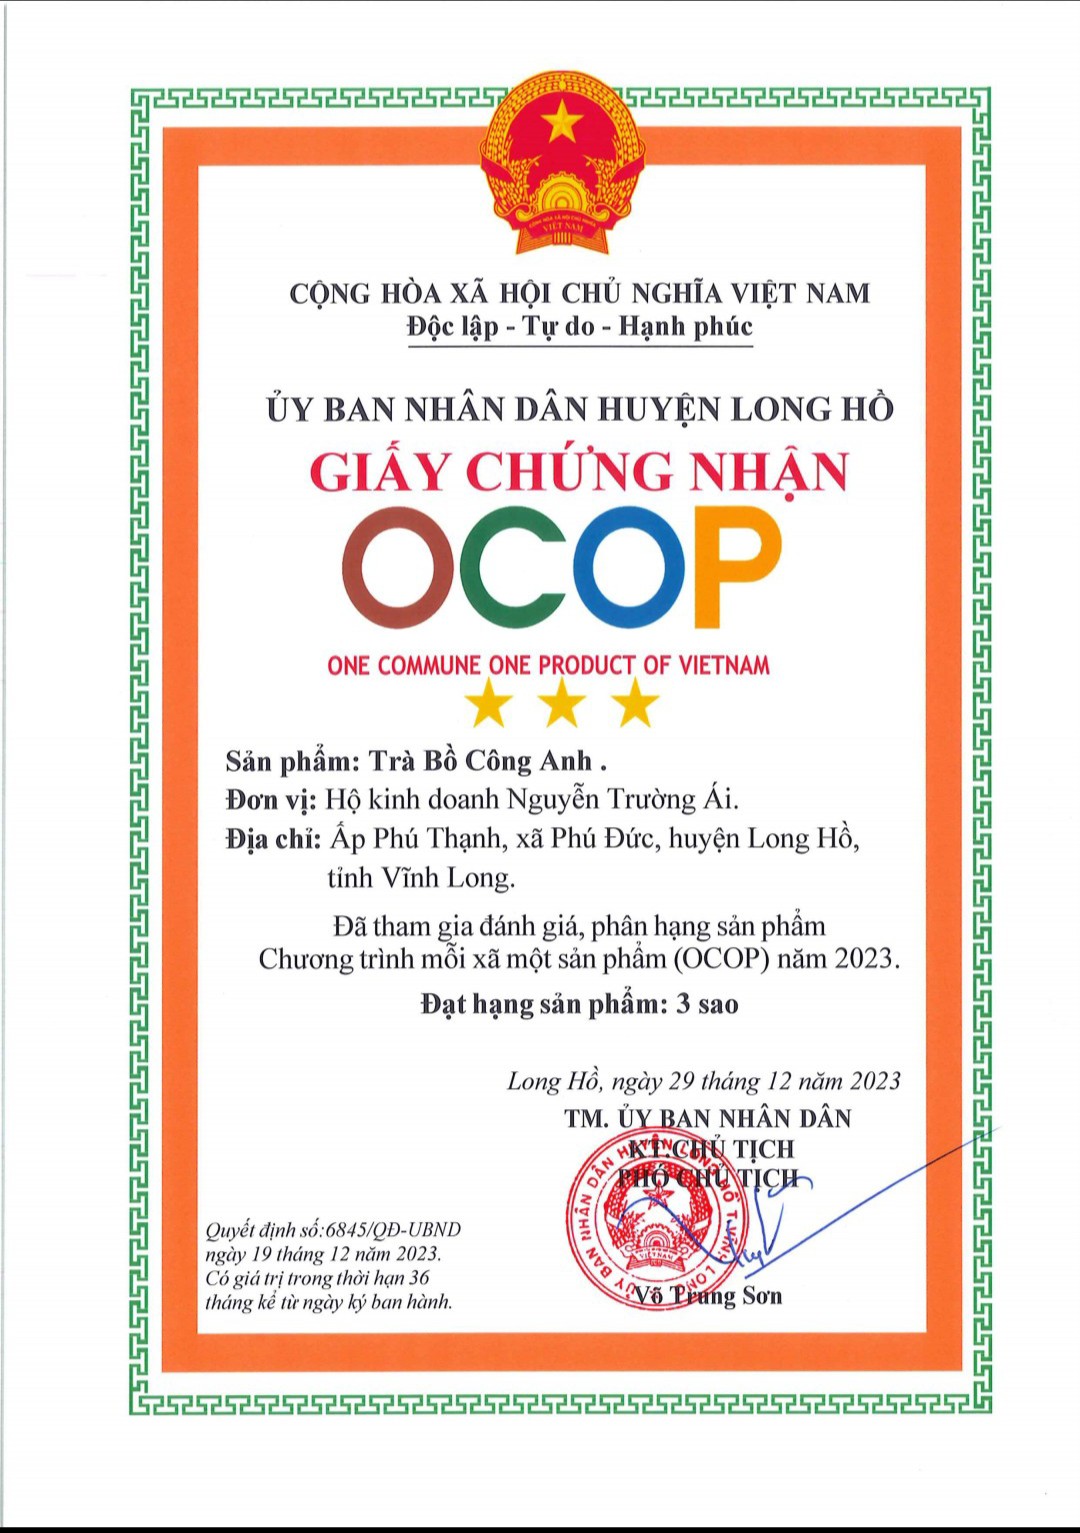 CỘNG HÒA XÃ HỘI CHỦ NGHĨA VIỆT NAM
Độc lập - Tự do - Hạnh phúc
ỦY BAN NHÂN DÂN HUYỆN LONG HỒ
GIẤY CHỨNG NHẬN
OCOP
ONE COMMUNE ONE PRODUCT OF VIETNAM
Sản phẩm: Trà Bồ Công Anh .
Đơn vị: Hộ kinh doanh Nguyễn Trường Ái.
Địa chỉ: Ấp Phú Thạnh, xã Phú Đức, huyện Long Hồ,
tỉnh Vĩnh Long.
Đã tham gia đánh giá, phân hạng sản phẩm
Chương trình mỗi xã một sản phẩm (OCOP) năm 2023.
Đạt hạng sản phẩm: 3 sao
Long Hồ, ngày 29 tháng 12 năm 2023
TM. ỦY BAN NHÂN DÂN
KT.CHỦ TỊCH
PHÓ CHỦ TỊCH
Võ Trung Sơn
Quyết định số:6845/QĐ-UBND
ngày 19 tháng 12 năm 2023.
Có giá trị trong thời hạn 36
tháng kể từ ngày ký ban hành.